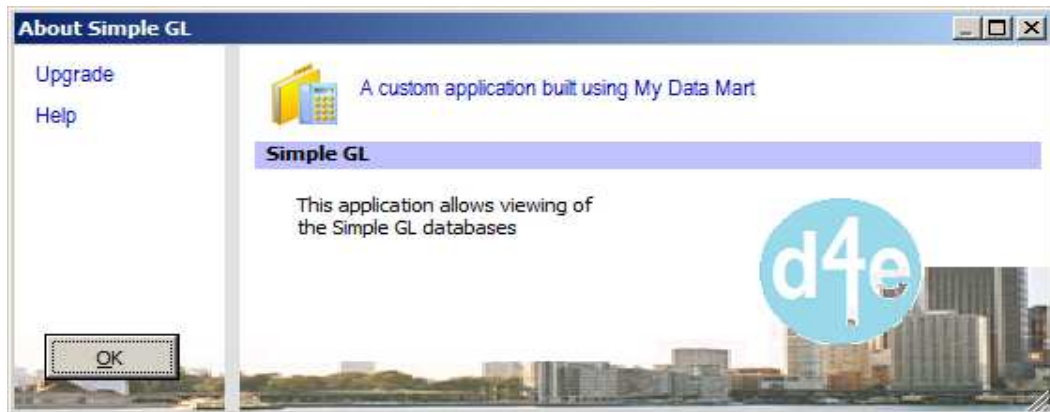 About Simple GL
Upgrade
Help
A custom application built using My Data Mart
Simple GL
This application allows viewing of
the Simple GL databases
d4e
OK